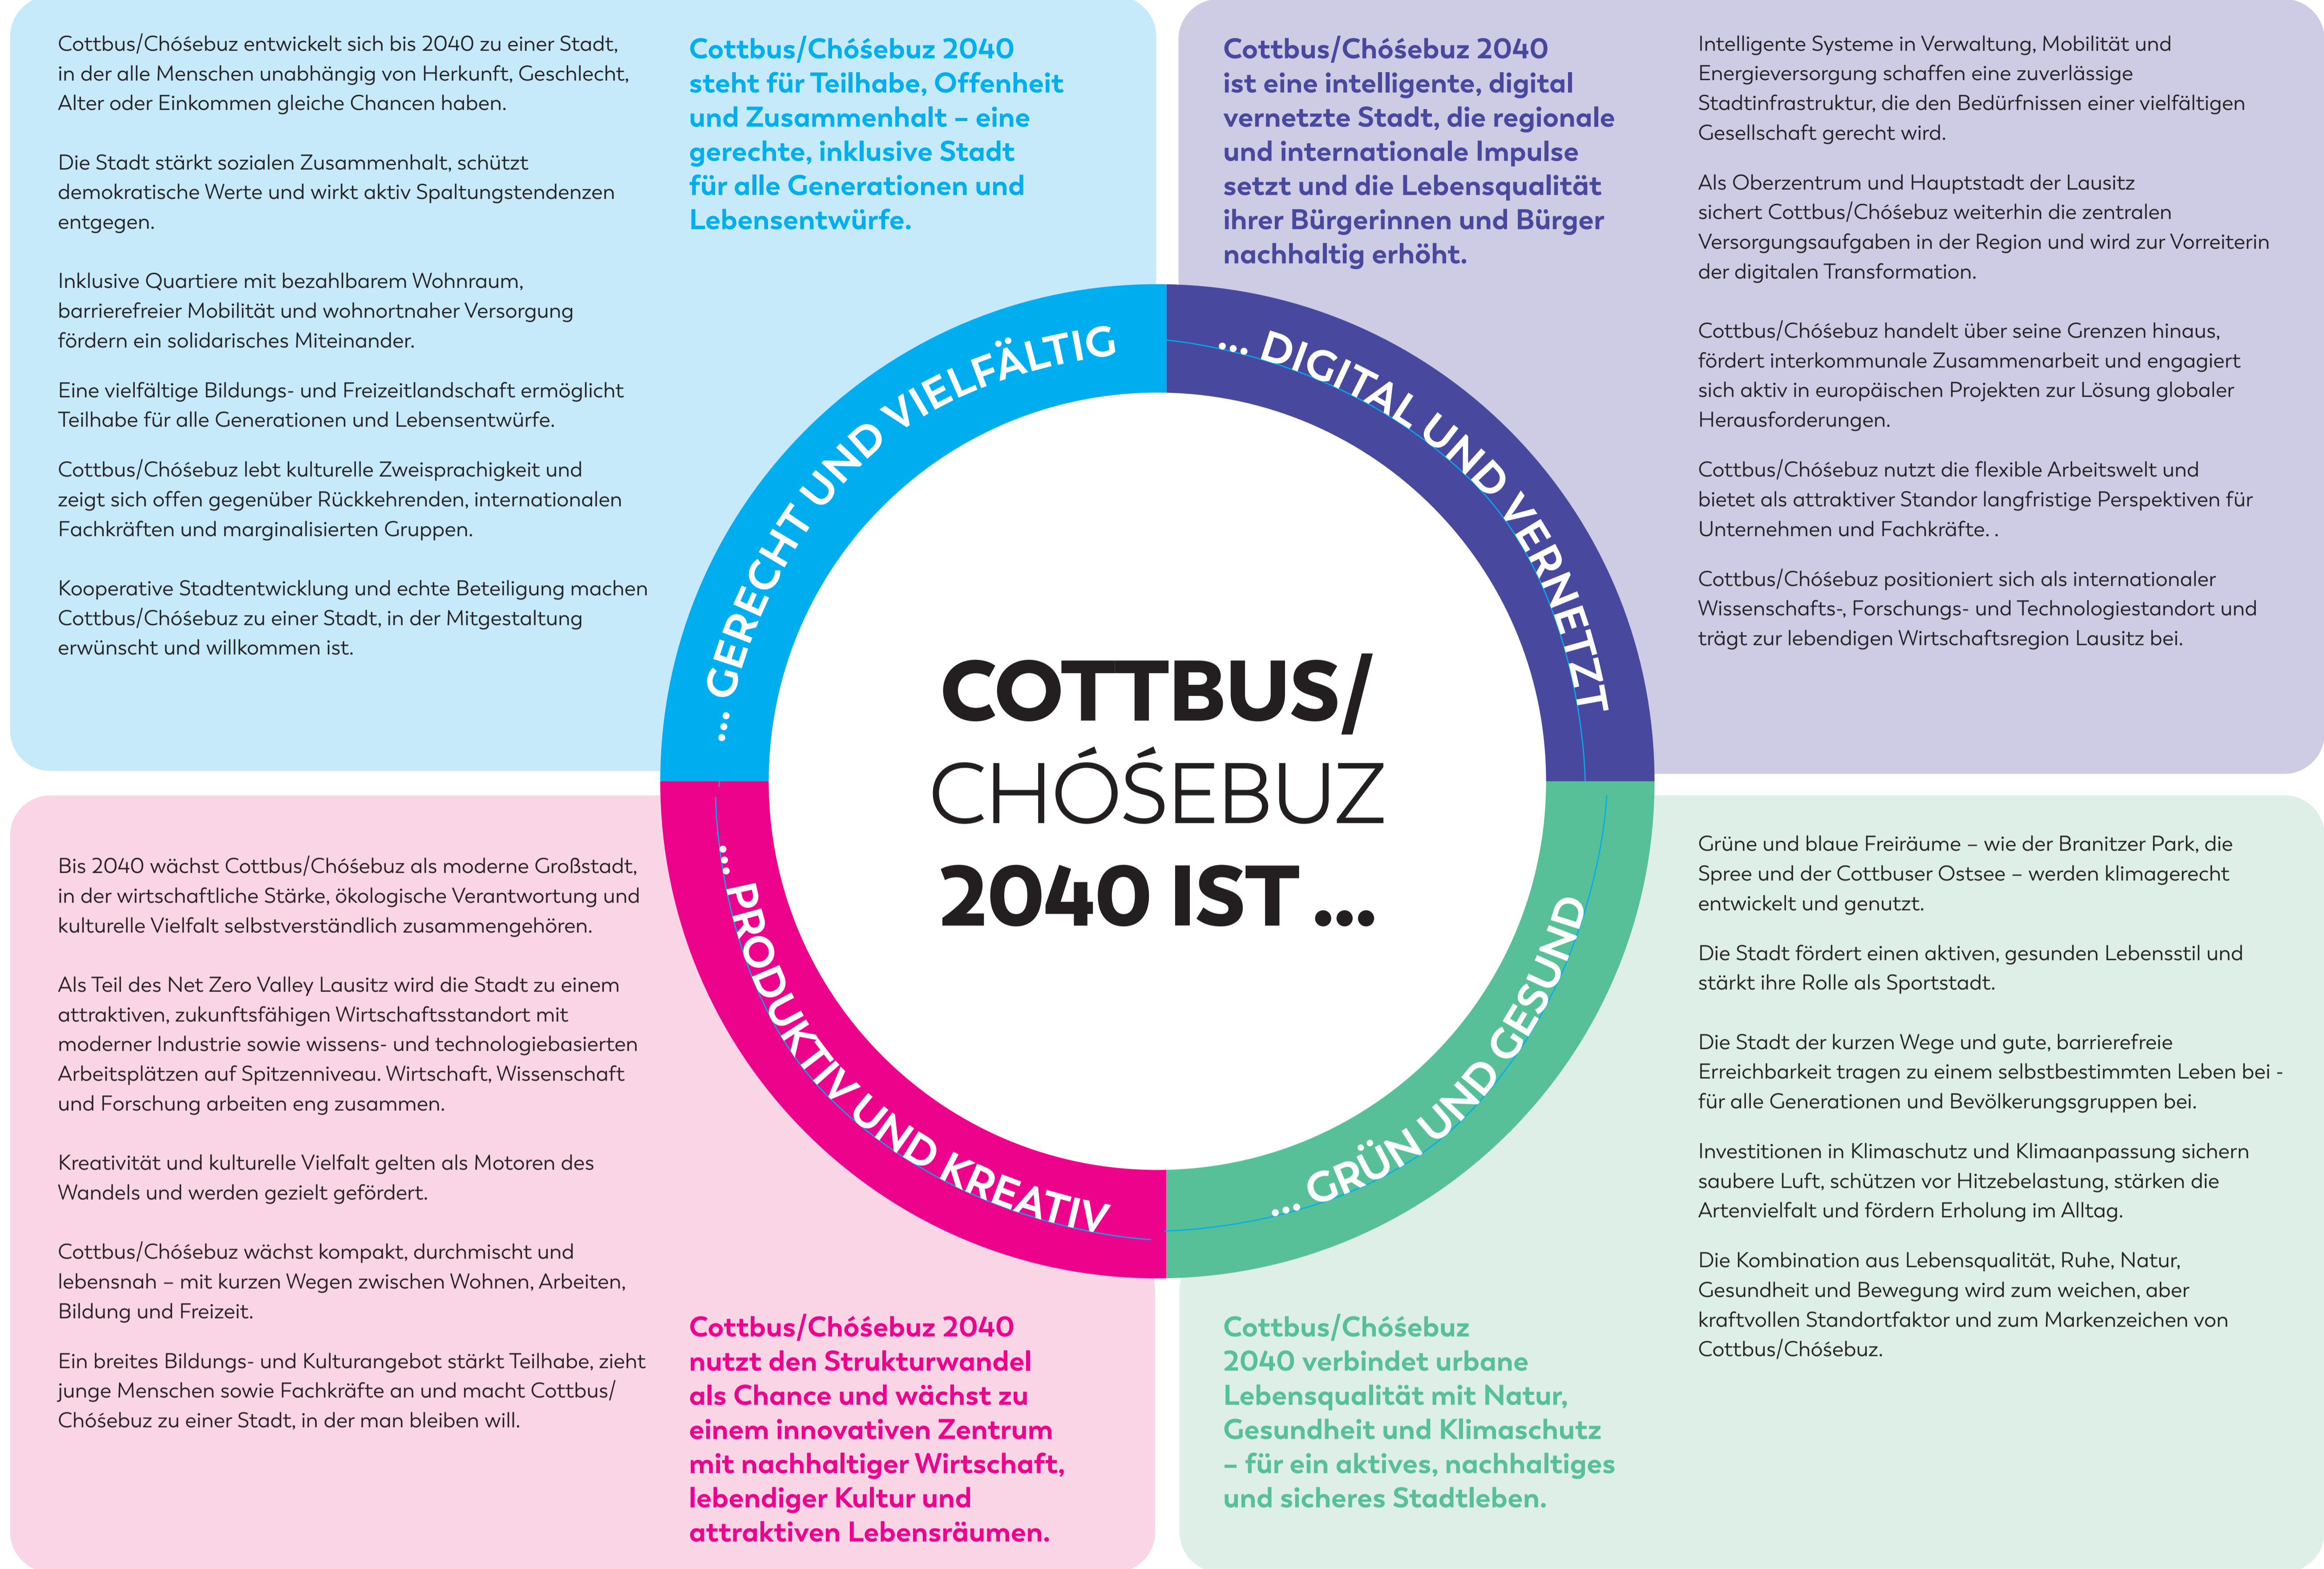 Cottbus/Chóśebuz entwickelt sich bis 2040 zu einer Stadt,
in der alle Menschen unabhängig von Herkunft, Geschlecht,
Alter oder Einkommen gleiche Chancen haben.
Die Stadt stärkt sozialen Zusammenhalt, schützt
demokratische Werte und wirkt aktiv Spaltungstendenzen
entgegen.
Inklusive Quartiere mit bezahlbarem Wohnraum,
barrierefreier Mobilität und wohnortnaher Versorgung
fördern ein solidarisches Miteinander.
Eine vielfältige Bildungs- und Freizeitlandschaft ermöglicht
Teilhabe für alle Generationen und Lebensentwürfe.
Cottbus/Chóśebuz lebt kulturelle Zweisprachigkeit und
zeigt sich offen gegenüber Rückkehrenden, internationalen
Fachkräften und marginalisierten Gruppen.
Kooperative Stadtentwicklung und echte Beteiligung machen
Cottbus/Chóśebuz zu einer Stadt, in der Mitgestaltung
erwünscht und willkommen ist.
Cottbus/Chóśebuz 2040
steht für Teilhabe, Offenheit
und Zusammenhalt – eine
gerechte, inklusive Stadt
für alle Generationen und
Lebensentwürfe.
Cottbus/Chóśebuz 2040
ist eine intelligente, digital
vernetzte Stadt, die regionale
und internationale Impulse
setzt und die Lebensqualität
ihrer Bürgerinnen und Bürger
nachhaltig erhöht.
Intelligente Systeme in Verwaltung, Mobilität und
Energieversorgung schaffen eine zuverlässige
Stadtinfrastruktur, die den Bedürfnissen einer vielfältigen
Gesellschaft gerecht wird.
Als Oberzentrum und Hauptstadt der Lausitz
sichert Cottbus/Chóśebuz weiterhin die zentralen
Versorgungsaufgaben in der Region und wird zur Vorreiterin
der digitalen Transformation.
Cottbus/Chóśebuz handelt über seine Grenzen hinaus,
fördert interkommunale Zusammenarbeit und engagiert
sich aktiv in europäischen Projekten zur Lösung globaler
Herausforderungen.
Cottbus/Chóśebuz nutzt die flexible Arbeitswelt und
bietet als attraktiver Standor langfristige Perspektiven für
Unternehmen und Fachkräfte. .
Cottbus/Chóśebuz positioniert sich als internationaler
Wissenschafts-, Forschungs- und Technologiestandort und
trägt zur lebendigen Wirtschaftsregion Lausitz bei.
... GERECHT UND VIELFÄLTIG
... DIGITAL UND VERNETZT
COTTBUS/
CHÓŚEBUZ
2040 IST ...
... PRODUKTIV UND KREATIV
... GRÜN UND GESUND
Bis 2040 wächst Cottbus/Chóśebuz als moderne Großstadt,
in der wirtschaftliche Stärke, ökologische Verantwortung und
kulturelle Vielfalt selbstverständlich zusammengehören.
Als Teil des Net Zero Valley Lausitz wird die Stadt zu einem
attraktiven, zukunftsfähigen Wirtschaftsstandort mit
moderner Industrie sowie wissens- und technologiebasierten
Arbeitsplätzen auf Spitzenniveau. Wirtschaft, Wissenschaft
und Forschung arbeiten eng zusammen.
Kreativität und kulturelle Vielfalt gelten als Motoren des
Wandels und werden gezielt gefördert.
Cottbus/Chóśebuz wächst kompakt, durchmischt und
lebensnah – mit kurzen Wegen zwischen Wohnen, Arbeiten,
Bildung und Freizeit.
Ein breites Bildungs- und Kulturangebot stärkt Teilhabe, zieht
junge Menschen sowie Fachkräfte an und macht Cottbus/
Chóśebuz zu einer Stadt, in der man bleiben will.
Cottbus/Chóśebuz 2040
nutzt den Strukturwandel
als Chance und wächst zu
einem innovativen Zentrum
mit nachhaltiger Wirtschaft,
lebendiger Kultur und
attraktiven Lebensräumen.
Cottbus/Chóśebuz
2040 verbindet urbane
Lebensqualität mit Natur,
Gesundheit und Klimaschutz
– für ein aktives, nachhaltiges
und sicheres Stadtleben.
Grüne und blaue Freiräume – wie der Branitzer Park, die
Spree und der Cottbuser Ostsee – werden klimagerecht
entwickelt und genutzt.
Die Stadt fördert einen aktiven, gesunden Lebensstil und
stärkt ihre Rolle als Sportstadt.
Die Stadt der kurzen Wege und gute, barrierefreie
Erreichbarkeit tragen zu einem selbstbestimmten Leben bei -
für alle Generationen und Bevölkerungsgruppen bei.
Investitionen in Klimaschutz und Klimaanpassung sichern
saubere Luft, schützen vor Hitzebelastung, stärken die
Artenvielfalt und fördern Erholung im Alltag.
Die Kombination aus Lebensqualität, Ruhe, Natur,
Gesundheit und Bewegung wird zum weichen, aber
kraftvollen Standortfaktor und zum Markenzeichen von
Cottbus/Chóśebuz.